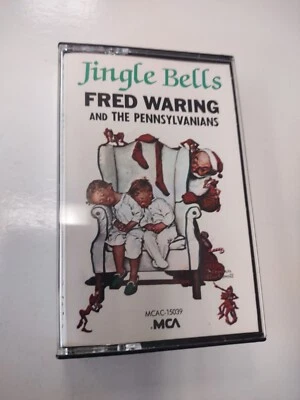 Jingle Bells
FRED WARING
AND THE PENNSYLVANIANS
MCAC-15039
MCA